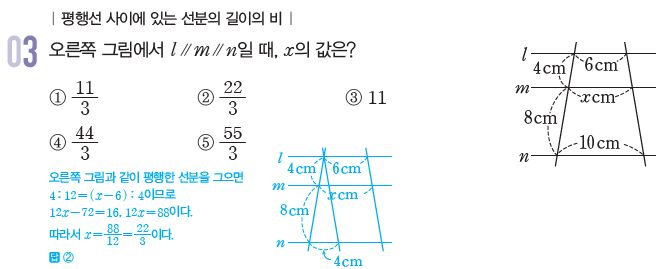 | 평행선 사이에 있는 선분의 길이의 비 |
03 오른쪽 그림에서 l∥m∥n일 때, x의 값은?
① 11/3 ② 22/3 ③ 11
④ 44/3 ⑤ 55/3
오른쪽 그림과 같이 평행한 선분을 그으면
4 : 12=(x-6) : 4이므로
12x-72=16, 12x=88이다.
따라서 x=88/12=22/3이다.
답 ②
l
4cm 6cm
m
xcm
8cm
n
4cm
l
4cm 6cm
m
xcm
8cm
10cm
n